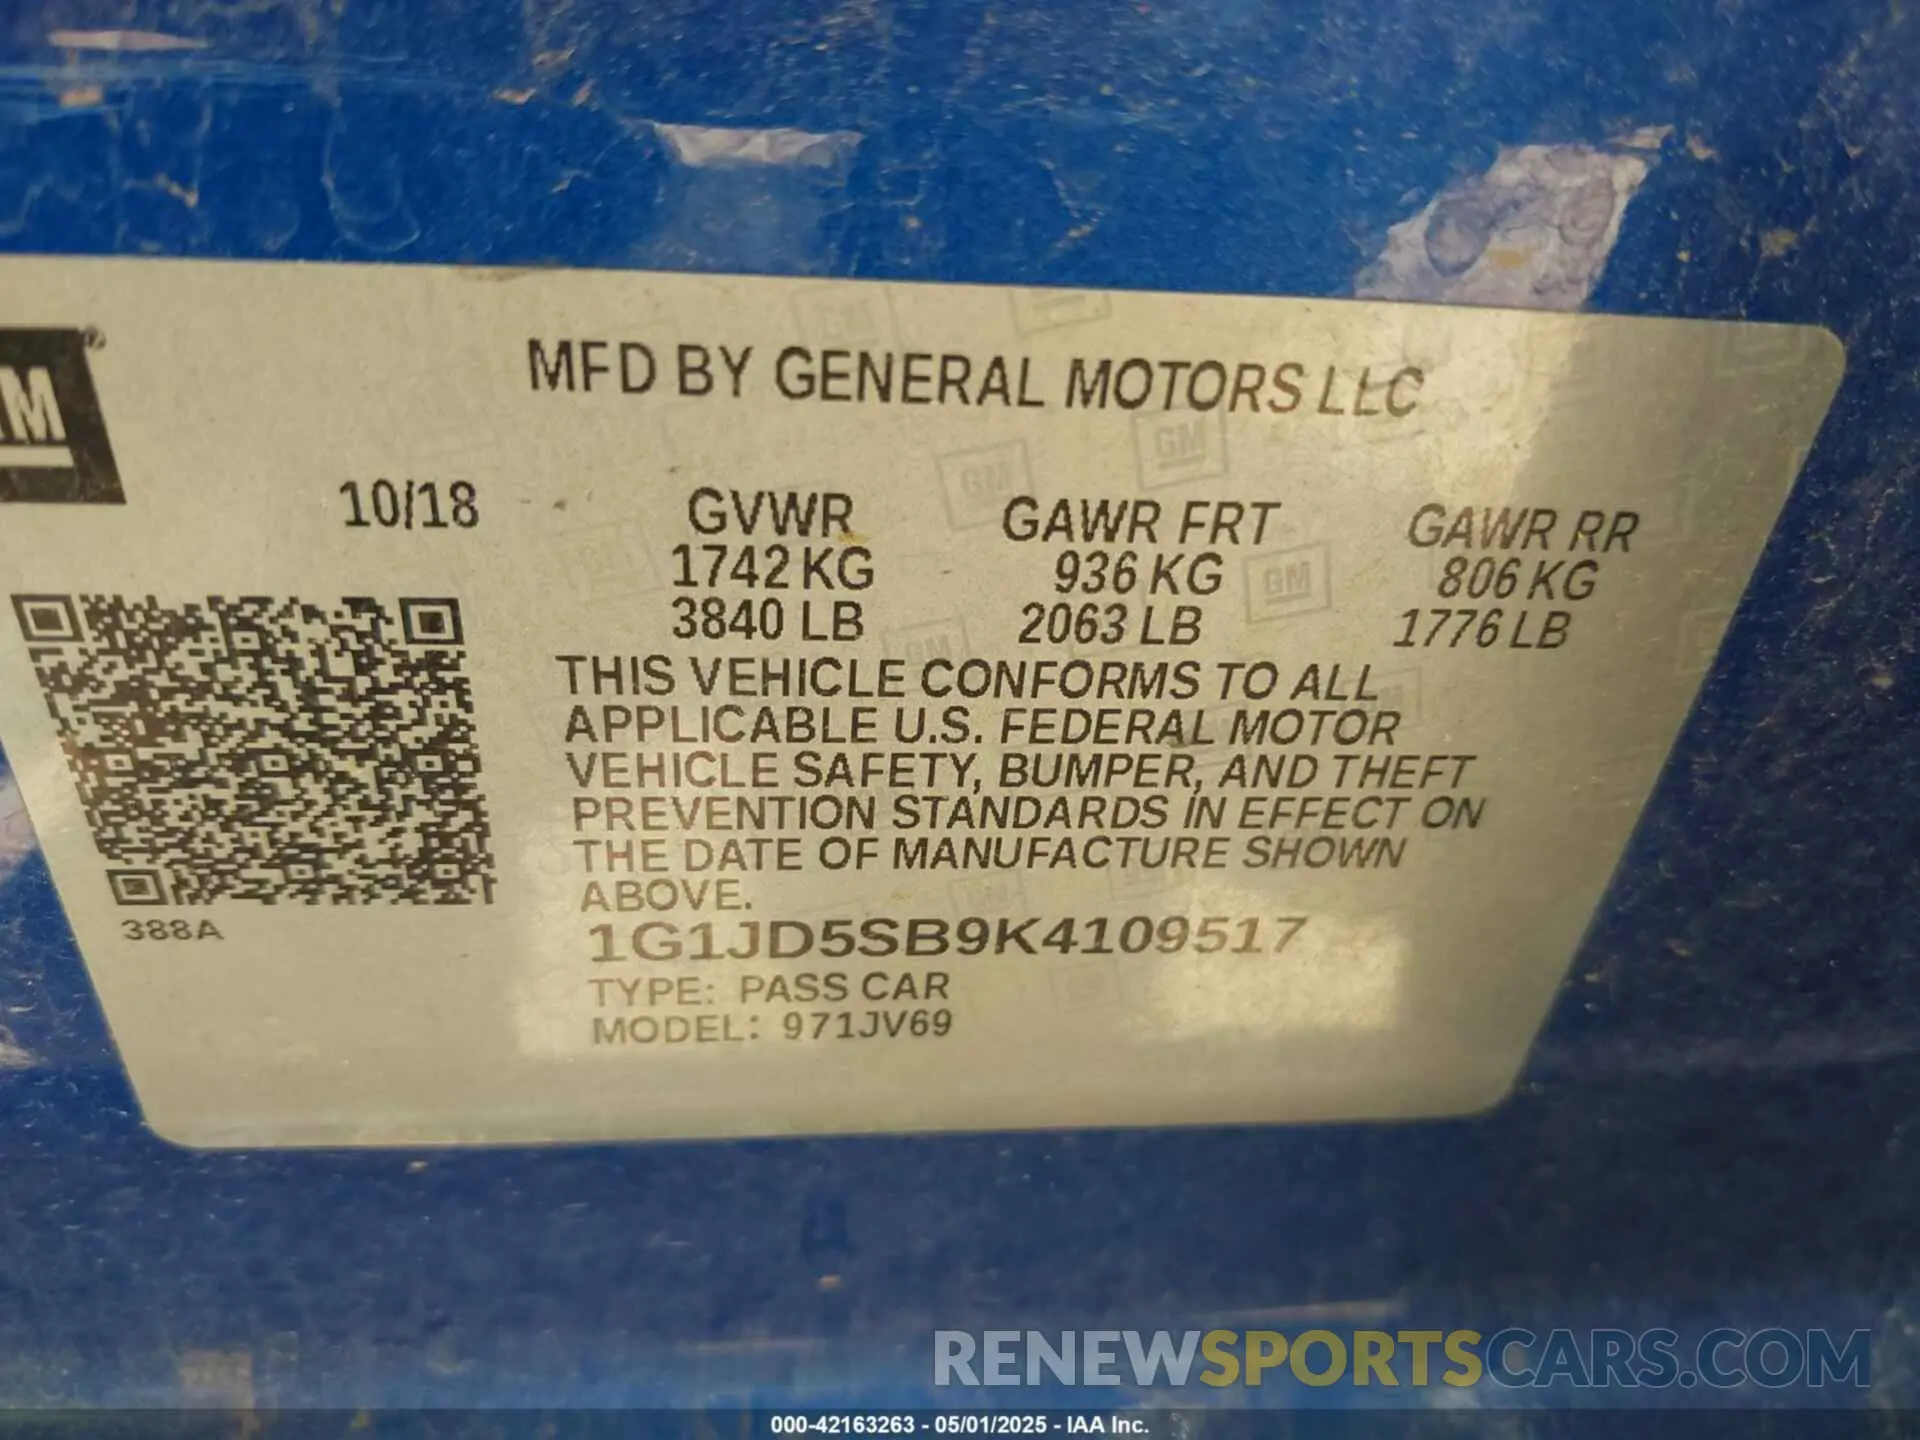 GM
MFD BY GENERAL MOTORS LLC
10/18
GVWR GAWR FRT GAWR RR
1742 KG 936 KG 806 KG
3840 LB 2063 LB 1776 LB
THIS VEHICLE CONFORMS TO ALL
APPLICABLE U.S. FEDERAL MOTOR
VEHICLE SAFETY, BUMPER, AND THEFT
PREVENTION STANDARDS IN EFFECT ON
THE DATE OF MANUFACTURE SHOWN
ABOVE.
388A
1G1JD5SB9K4109517
TYPE: PASS CAR
MODEL: 971JV69
RENEWSPORTSCARS.COM
000-42163263 - 05/01/2025 - IAA Inc.